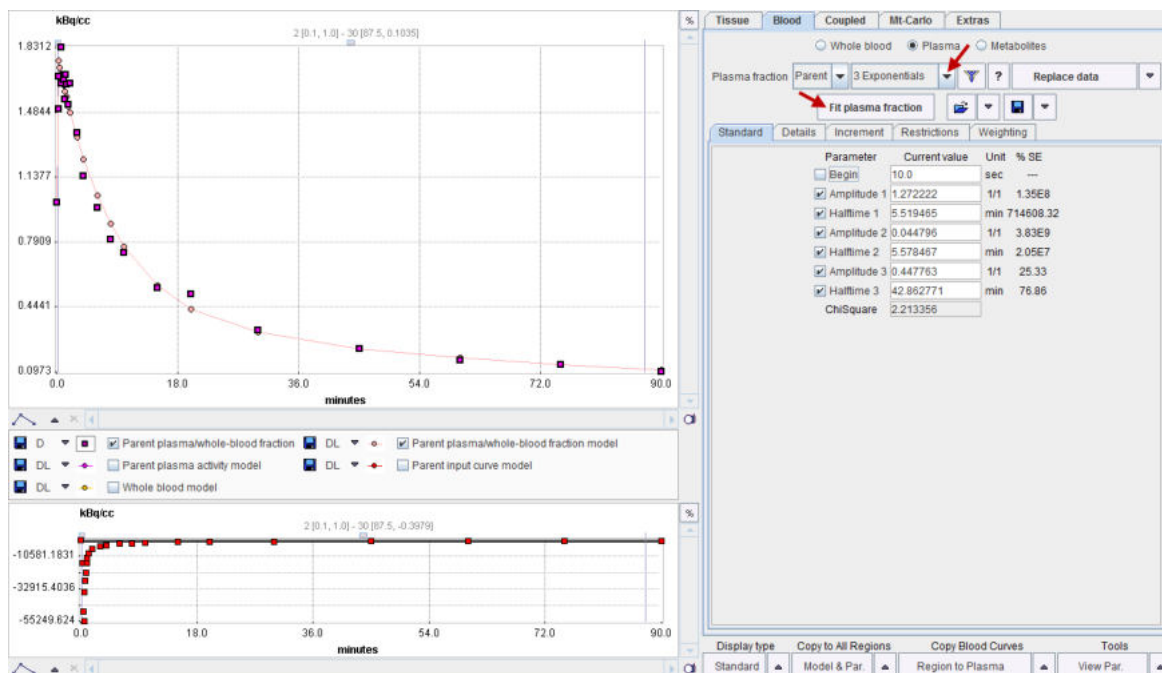 kBq/cc
2 [0.1, 1.0] - 30 [87.5, 0.1035]
1.8312
1.4844
1.1377
0.7909
0.4441
0.0973
0.0 18.0 36.0 54.0 72.0 90.0
minutes
D Parent plasma/whole-blood fraction DL Parent plasma/whole-blood fraction model
DL Parent plasma activity model DL Parent input curve model
DL Whole blood model
kBq/cc
2 [0.1, 1.0] - 30 [87.5, -0.3979]
-10581.1831
-32915.4036
-55249.624
0.0 18.0 36.0 54.0 72.0 90.0
minutes
%
%
Tissue Blood Coupled Mt-Carlo Extras
Whole blood Plasma Metabolites
Plasma fraction Parent 3 Exponentials ? Replace data
Fit plasma fraction
Standard Details Increment Restrictions Weighting
Parameter Current value Unit % SE
Begin 10.0 sec ---
Amplitude 1 1.272222 1/1 1.35E8
Halftime 1 5.519465 min 714608.32
Amplitude 2 0.044796 1/1 3.83E9
Halftime 2 5.578467 min 2.05E7
Amplitude 3 0.447763 1/1 25.33
Halftime 3 42.862771 min 76.86
ChiSquare 2.213356
Display type Copy to All Regions Copy Blood Curves Tools
Standard Model & Par. Region to Plasma View Par.